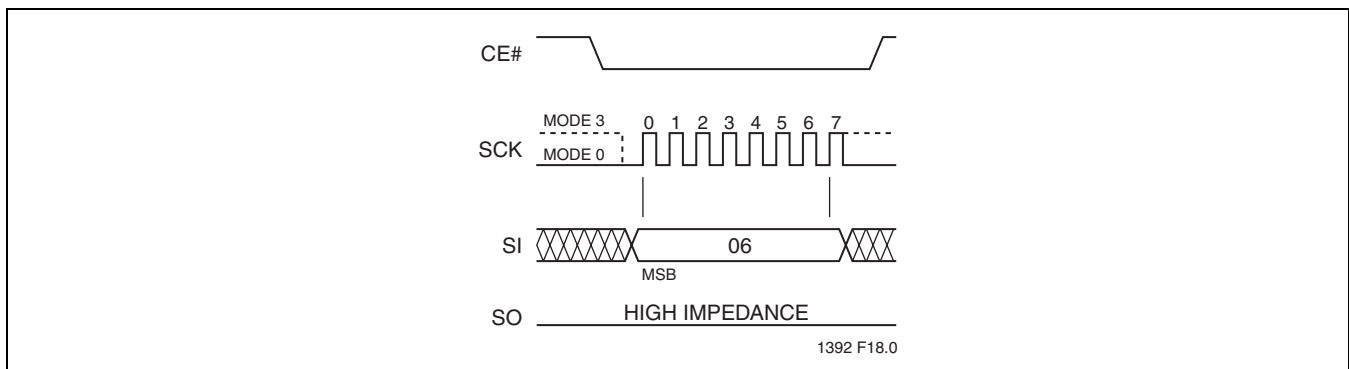 CE#
MODE 3
0 1 2 3 4 5 6 7
SCK
MODE 0
SI
06
MSB
SO
HIGH IMPEDANCE
1392 F18.0